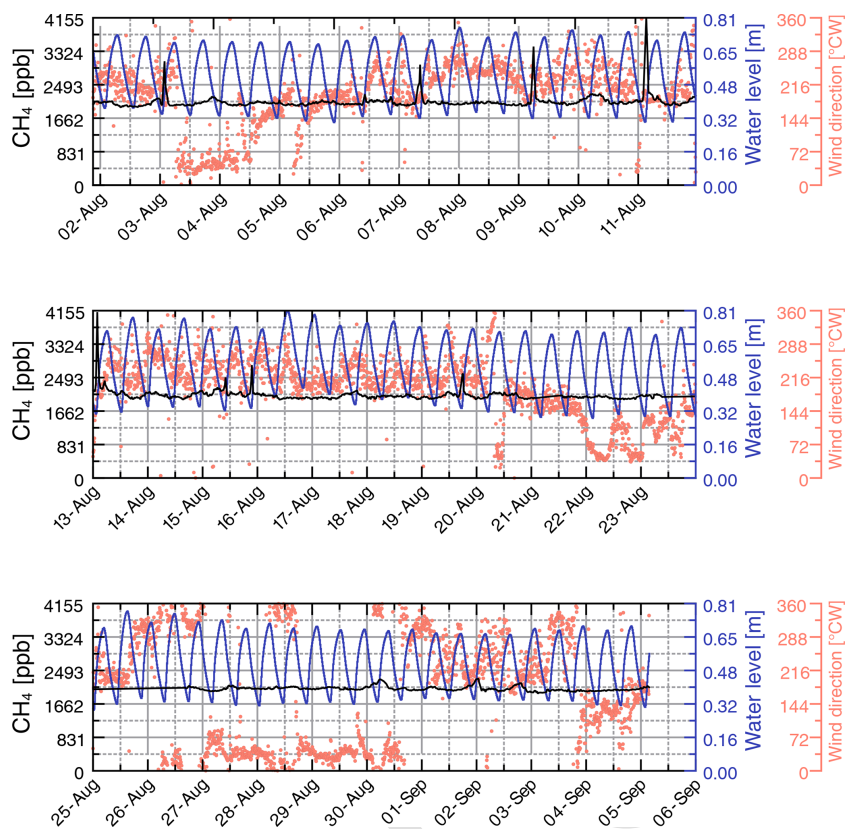 CH4 [ppb]
4155
3324
2493
1662
831
0
0.81
0.65
0.48
0.32
0.16
0.00
Water level [m]
360
288
216
144
72
0
Wind direction [°CW]
02-Aug
03-Aug
04-Aug
05-Aug
06-Aug
07-Aug
08-Aug
09-Aug
10-Aug
11-Aug
CH4 [ppb]
4155
3324
2493
1662
831
0
0.81
0.65
0.48
0.32
0.16
0.00
Water level [m]
360
288
216
144
72
0
Wind direction [°CW]
13-Aug
14-Aug
15-Aug
16-Aug
17-Aug
18-Aug
19-Aug
20-Aug
21-Aug
22-Aug
23-Aug
CH4 [ppb]
4155
3324
2493
1662
831
0
0.81
0.65
0.48
0.32
0.16
0.00
Water level [m]
360
288
216
144
72
0
Wind direction [°CW]
25-Aug
26-Aug
27-Aug
28-Aug
29-Aug
30-Aug
01-Sep
02-Sep
03-Sep
04-Sep
05-Sep
06-Sep